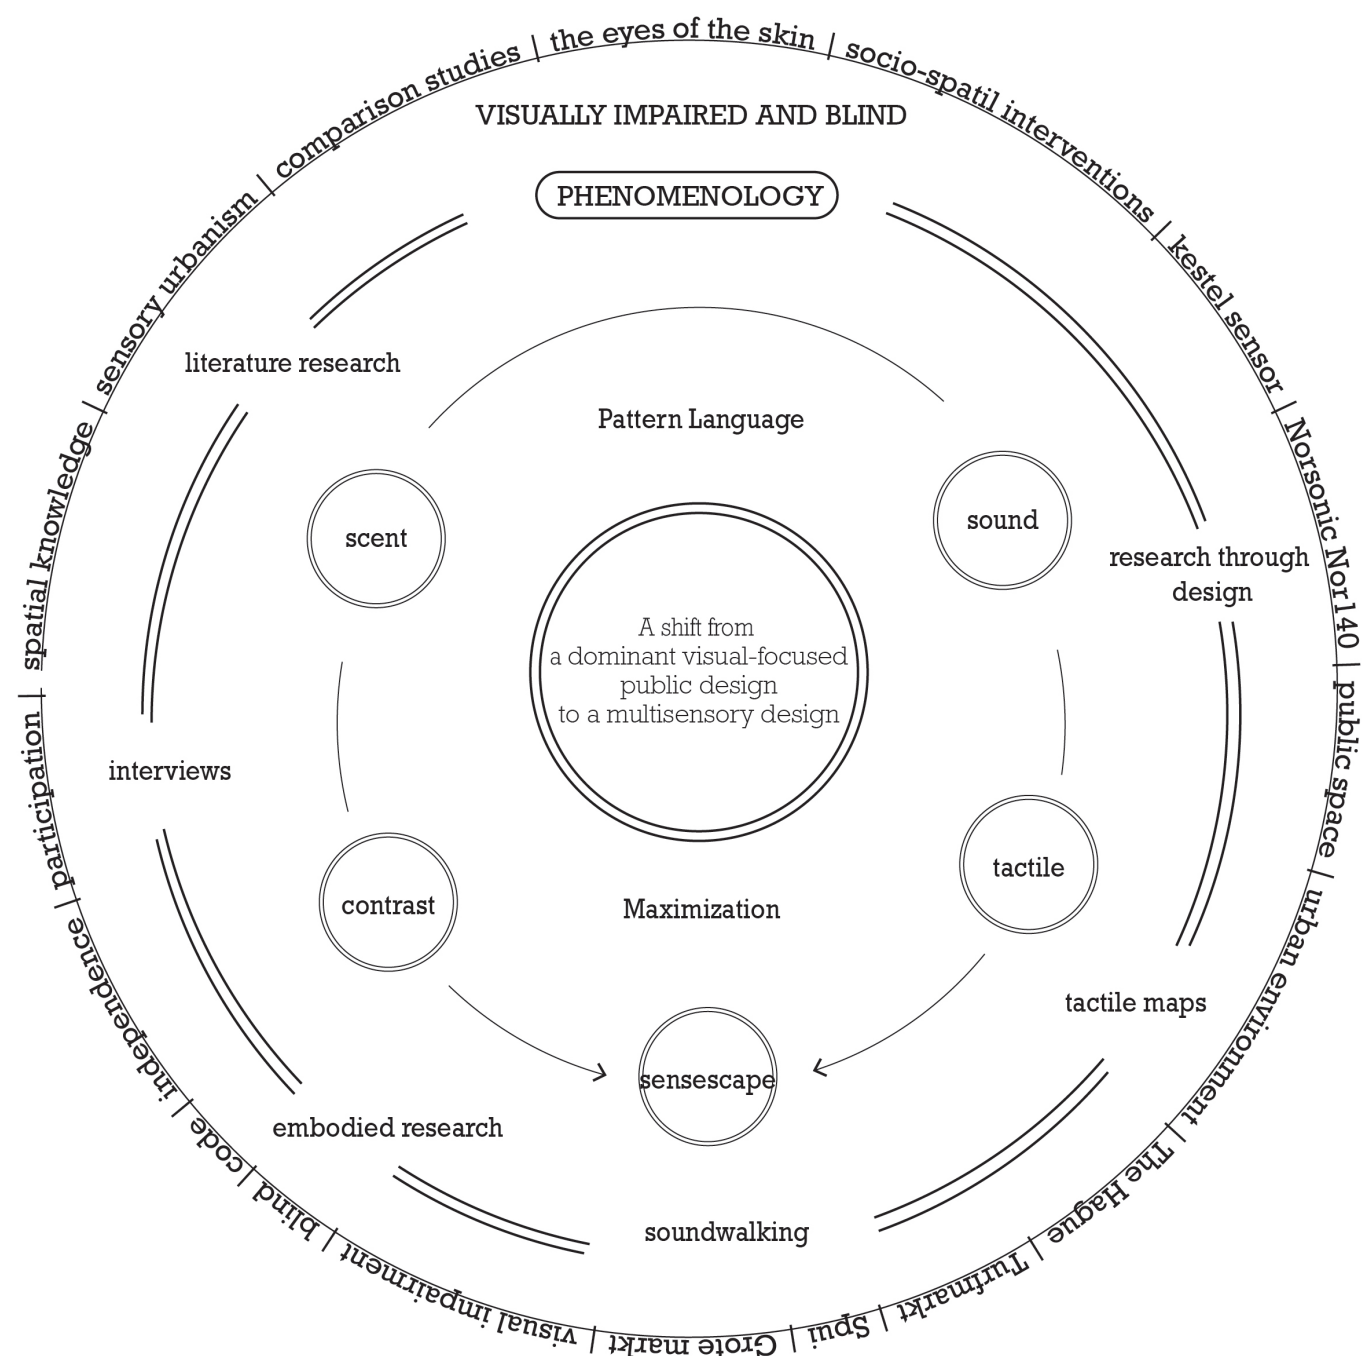 the eyes of the skin | socio-spatil interventions | kestel sensor | Norsonic Nor140 | public space | urban environment | The Hague | Turfmarkt | Spui | Grote markt | visual impairment | blind | code | independence | participation | spatial knowledge | sensory urbanism | comparison studies |
VISUALLY IMPAIRED AND BLIND
PHENOMENOLOGY
literature research
Pattern Language
scent
sound
research through
design
A shift from
a dominant visual-focused
public design
to a multisensory design
interviews
tactile
contrast
Maximization
tactile maps
sensescape
embodied research
soundwalking